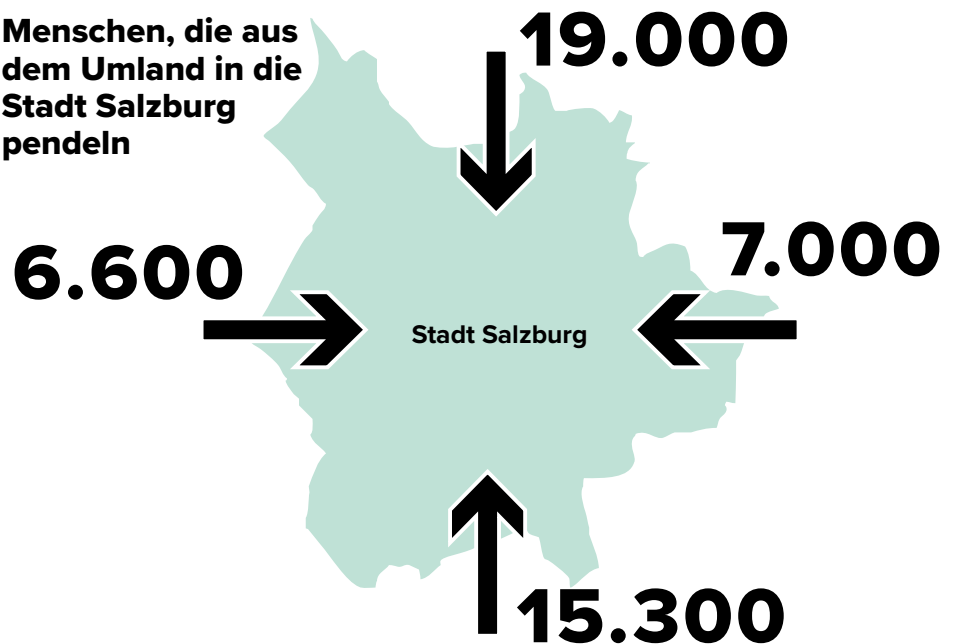 Menschen, die aus
dem Umland in die
Stadt Salzburg
pendeln
19.000
6.600
7.000
Stadt Salzburg
15.300